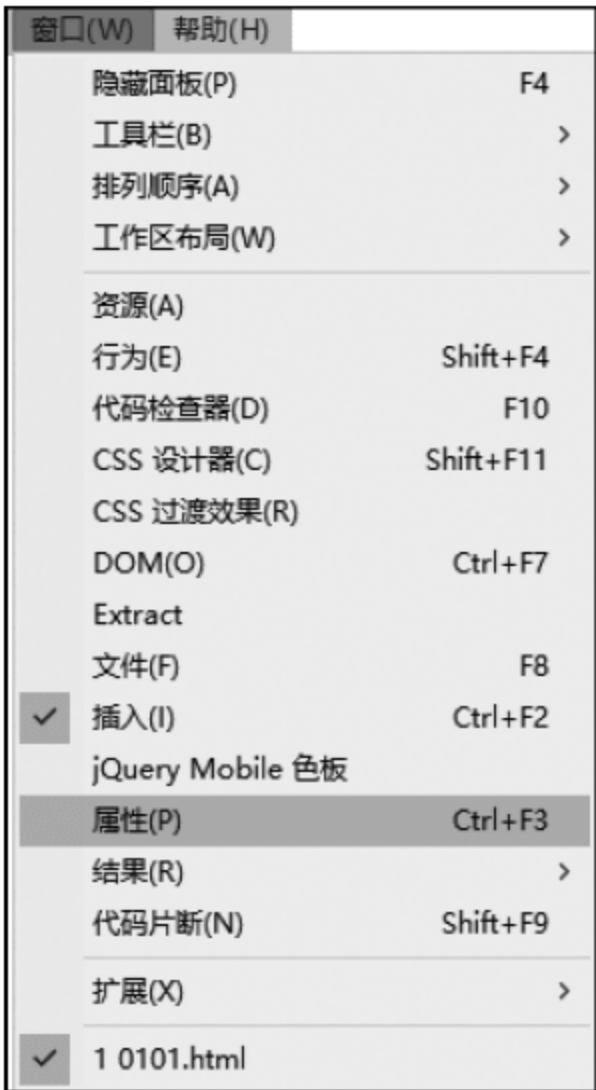 窗口(W) 帮助(H)
隐藏面板(P) F4
工具栏(B)
排列顺序(A)
工作区布局(W)
资源(A)
行为(E) Shift+F4
代码检查器(D) F10
CSS 设计器(C) Shift+F11
CSS 过渡效果(R)
DOM(O) Ctrl+F7
Extract
文件(F) F8
插入(I) Ctrl+F2
jQuery Mobile 色板
属性(P) Ctrl+F3
结果(R)
代码片断(N) Shift+F9
扩展(X)
1 0101.html